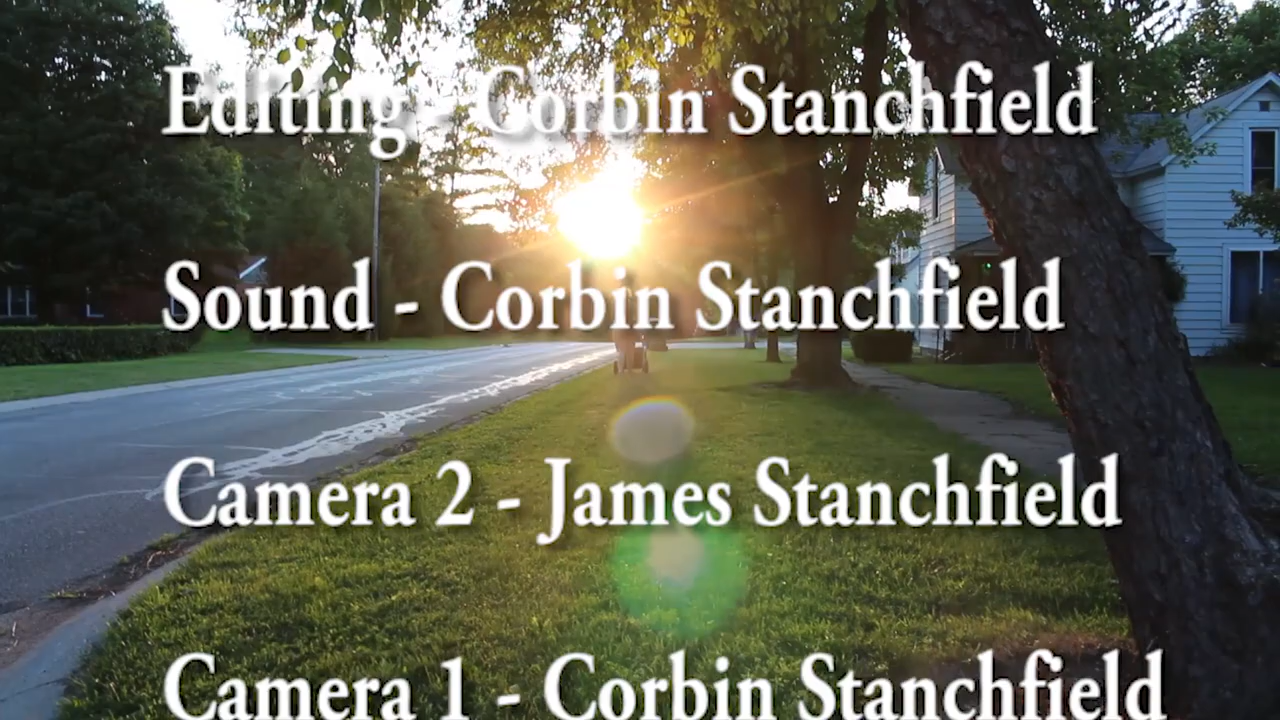 Editing - Corbin Stanchfield
Sound - Corbin Stanchfield
Camera 2 - James Stanchfield
Camera 1 - Corbin Stanchfield